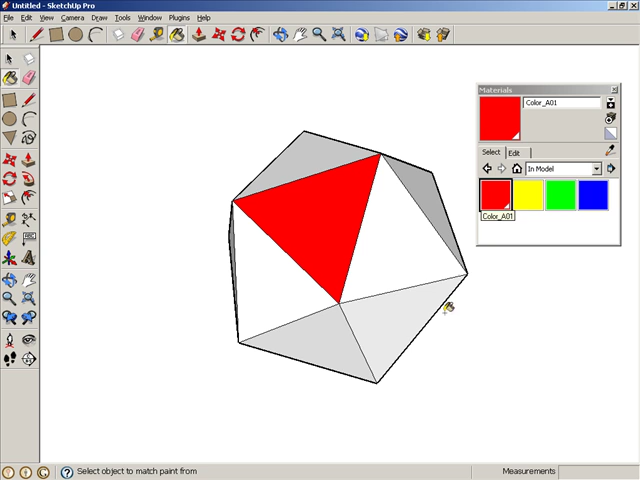 Untitled - SketchUp Pro
File Edit View Camera Draw Tools Window Plugins Help
Materials
Color_A01
Select Edit
In Model
Color_A01
Select object to match paint from
Measurements